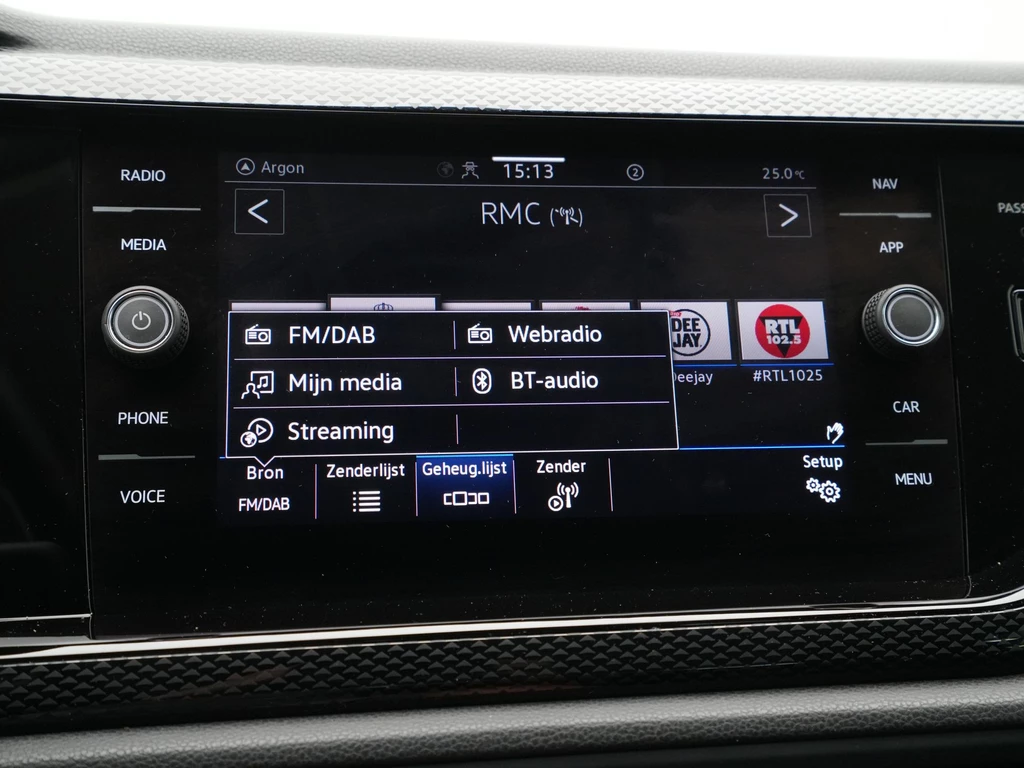 RADIO
MEDIA
PHONE
VOICE
Argon
15:13
2
25.0°C
RMC
FM/DAB
Webradio
Mijn media
BT-audio
Streaming
DEE
JAY
RTL
102.5
Deejay
#RTL1025
Bron
FM/DAB
Zenderlijst
Geheug.lijst
Zender
Setup
NAV
APP
CAR
MENU
PASS